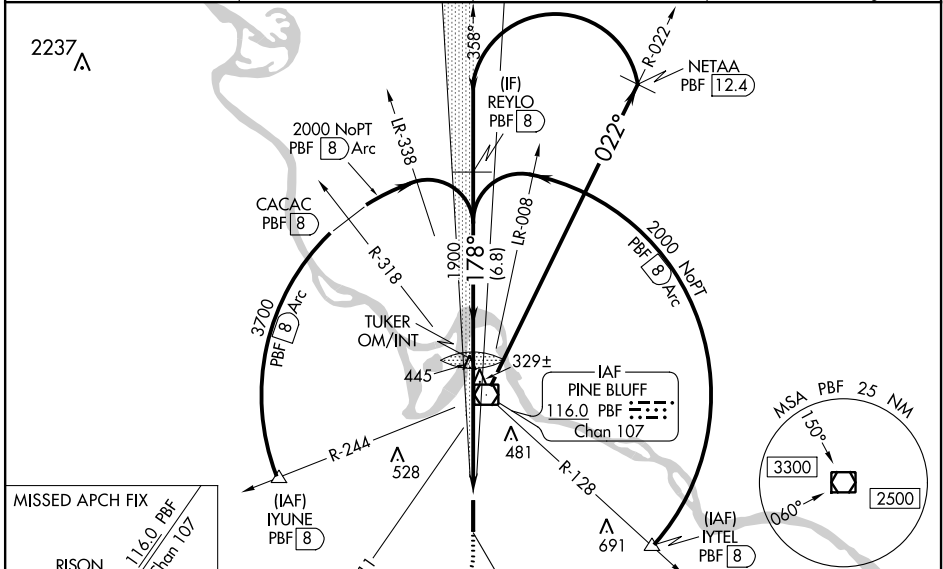 2237
358°
R-022
NETAA
PBF 12.4
(IF)
REYLO
PBF 8
2000 NoPT
PBF 8 Arc
LR-338
022°
CACAC
PBF 8
R-318
LR-008
1900
178°
(6.8)
2000 NoPT
PBF 8 Arc
3700
PBF 8 Arc
TUKER
OM/INT
445
329±
IAF
PINE BLUFF
116.0 PBF
Chan 107
MSA PBF 25 NM
150°
3300
060°
2500
R-244
528
481
R-128
691
(IAF)
IYUNE
PBF 8
(IAF)
IYTEL
PBF 8
MISSED APCH FIX
116.0 PBF
Chan 107
RISON